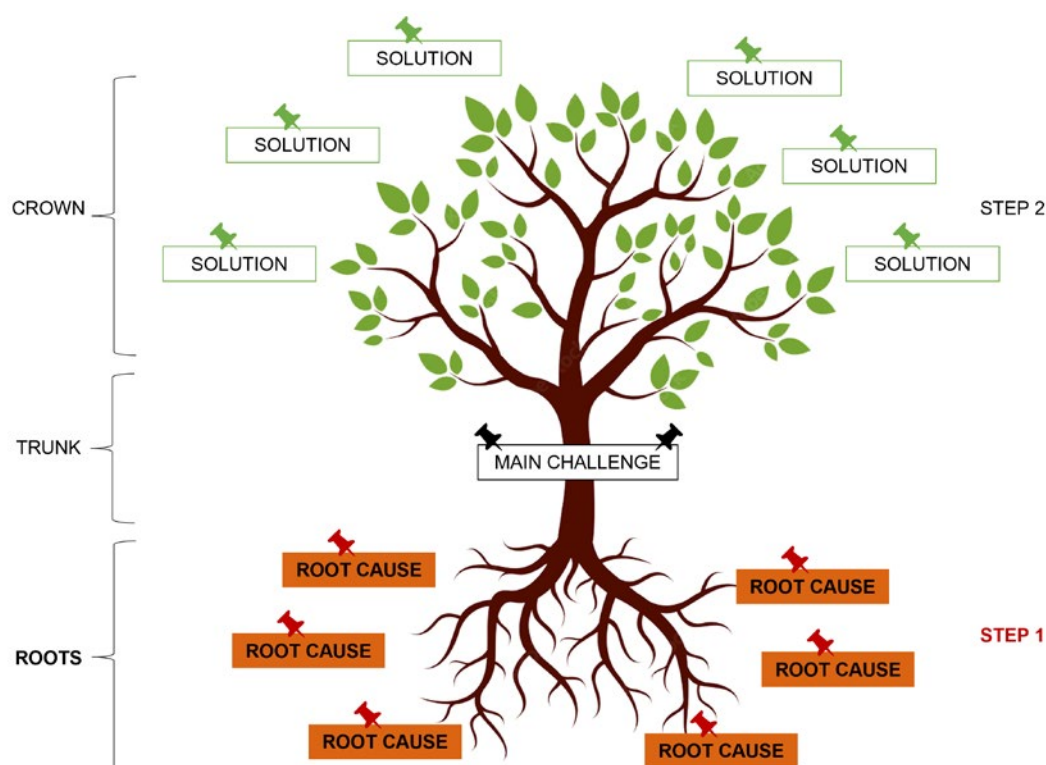 SOLUTION
SOLUTION
SOLUTION
SOLUTION
CROWN
STEP 2
SOLUTION
SOLUTION
TRUNK
MAIN CHALLENGE
ROOT CAUSE
ROOT CAUSE
ROOT CAUSE
ROOTS
STEP 1
ROOT CAUSE
ROOT CAUSE
ROOT CAUSE